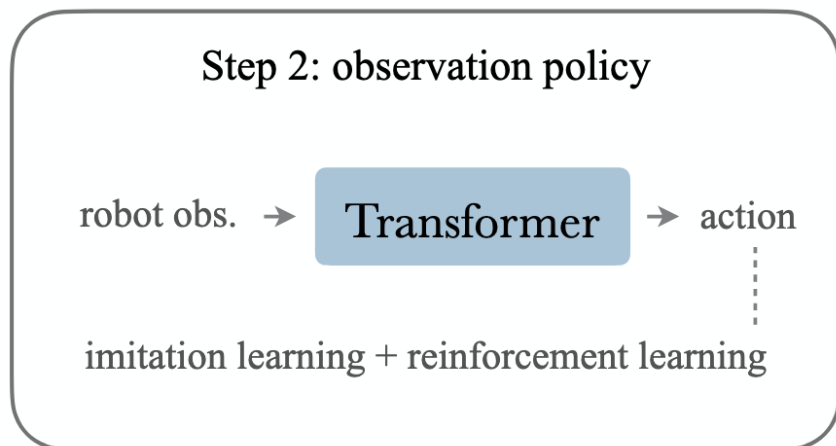 Step 2: observation policy
robot obs. Transformer action
imitation learning + reinforcement learning